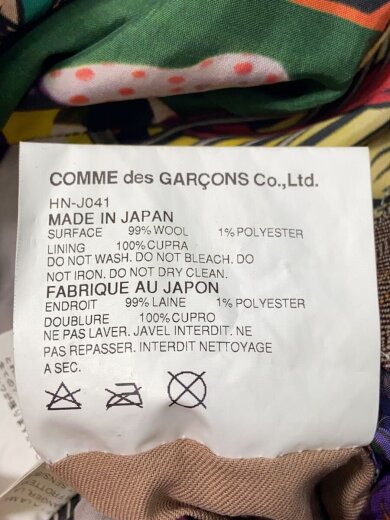 COMME des GARÇONS Co.,Ltd.
HN-J041
MADE IN JAPAN
SURFACE 99% WOOL 1% POLYESTER
LINING 100% CUPRA
DO NOT WASH. DO NOT BLEACH. DO
NOT IRON. DO NOT DRY CLEAN.
FABRIQUE AU JAPON
ENDROIT 99% LAINE 1% POLYESTER
DOUBLURE 100% CUPRO
NE PAS LAVER. JAVEL INTERDIT. NE
PAS REPASSER. INTERDIT NETTOYAGE
A SEC.